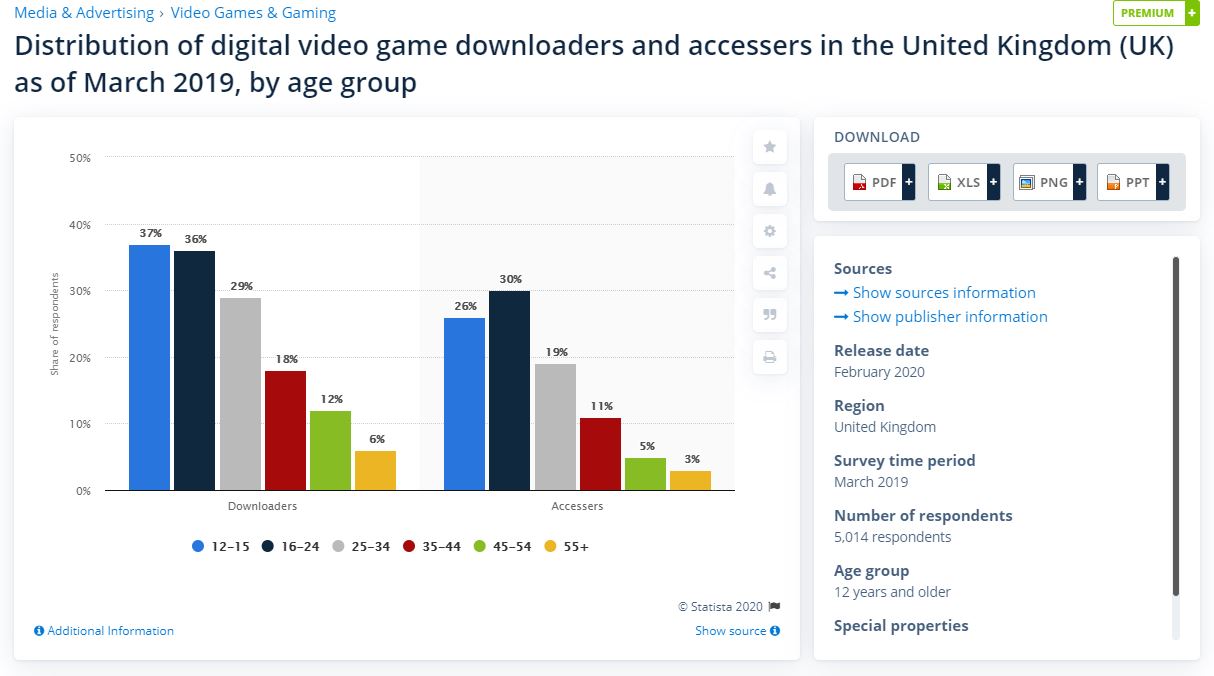 Media & Advertising › Video Games & Gaming
PREMIUM +
Distribution of digital video game downloaders and accessers in the United Kingdom (UK)
as of March 2019, by age group
50%
40%
30%
20%
10%
0%
Share of respondents
37%
36%
29%
18%
12%
6%
26%
30%
19%
11%
5%
3%
Downloaders
Accessers
12–15 16–24 25–34 35–44 45–54 55+
© Statista 2020
Additional Information
Show source
DOWNLOAD
PDF + XLS + PNG + PPT +
Sources
→ Show sources information
→ Show publisher information
Release date
February 2020
Region
United Kingdom
Survey time period
March 2019
Number of respondents
5,014 respondents
Age group
12 years and older
Special properties